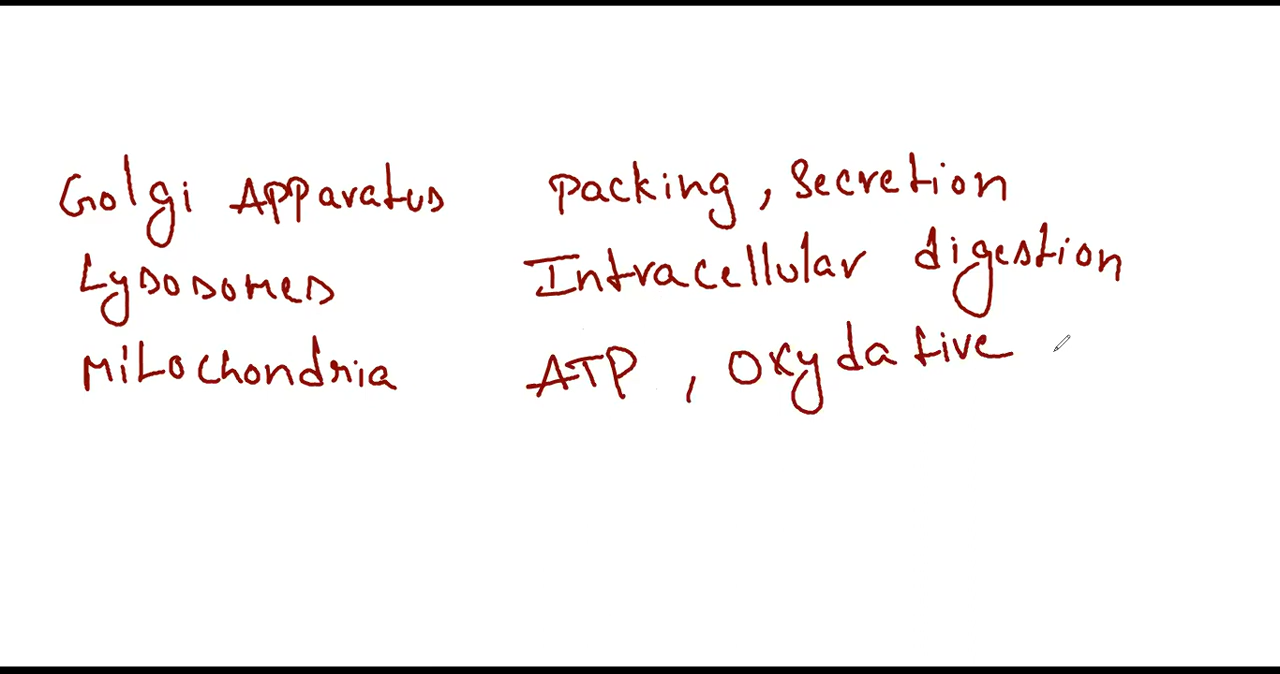 Golgi Apparatus packing, secretion
Lysosomes Intracellular digestion
Mitochondria ATP, Oxydative